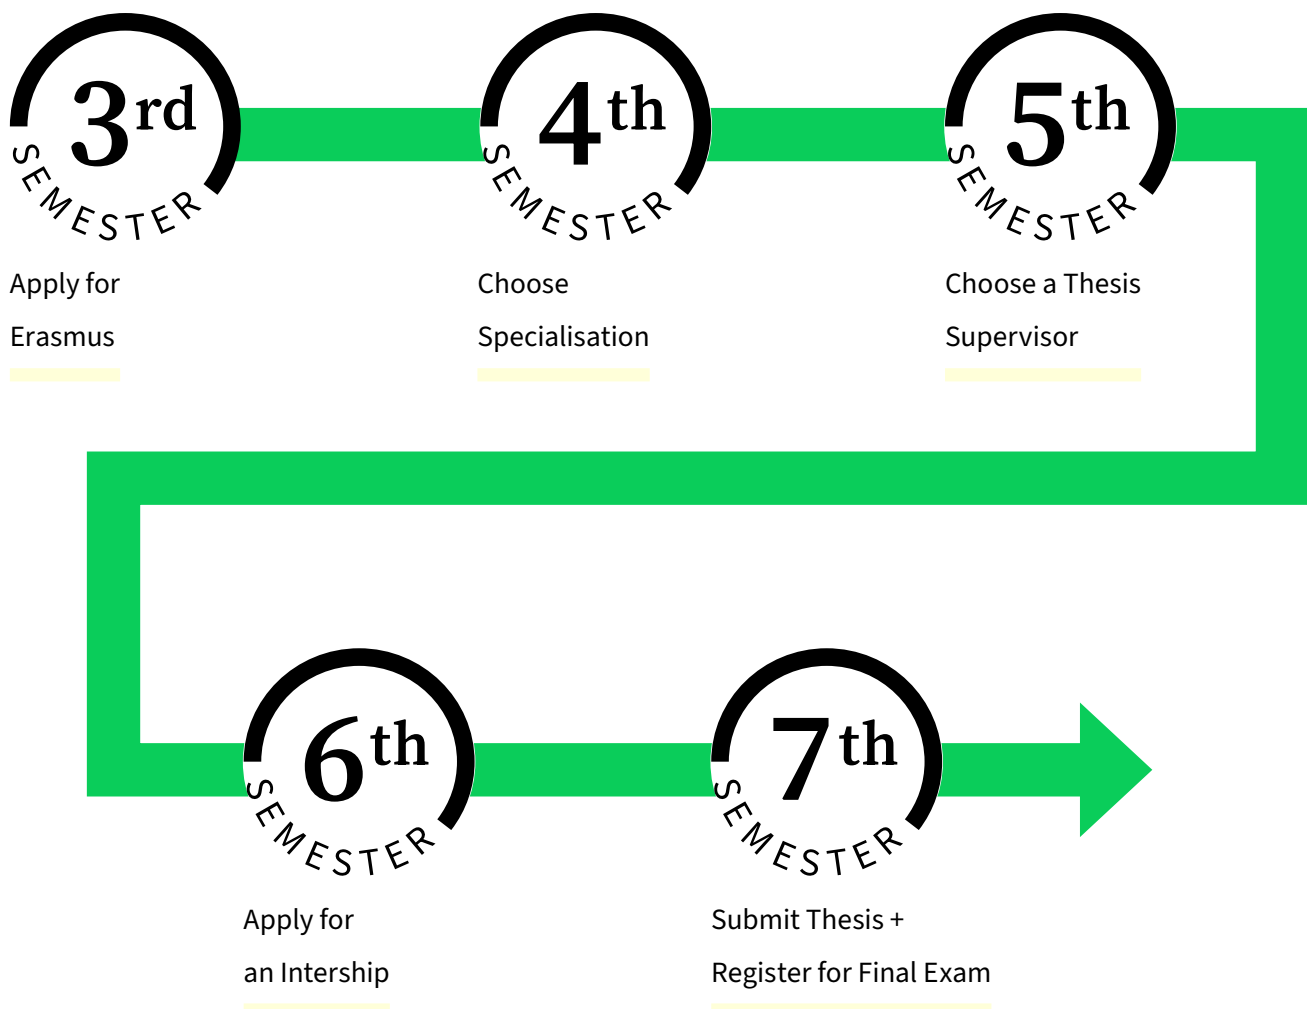 3rd
SEMESTER
Apply for
Erasmus
4th
SEMESTER
Choose
Specialisation
5th
SEMESTER
Choose a Thesis
Supervisor
6th
SEMESTER
Apply for
an Intership
7th
SEMESTER
Submit Thesis +
Register for Final Exam